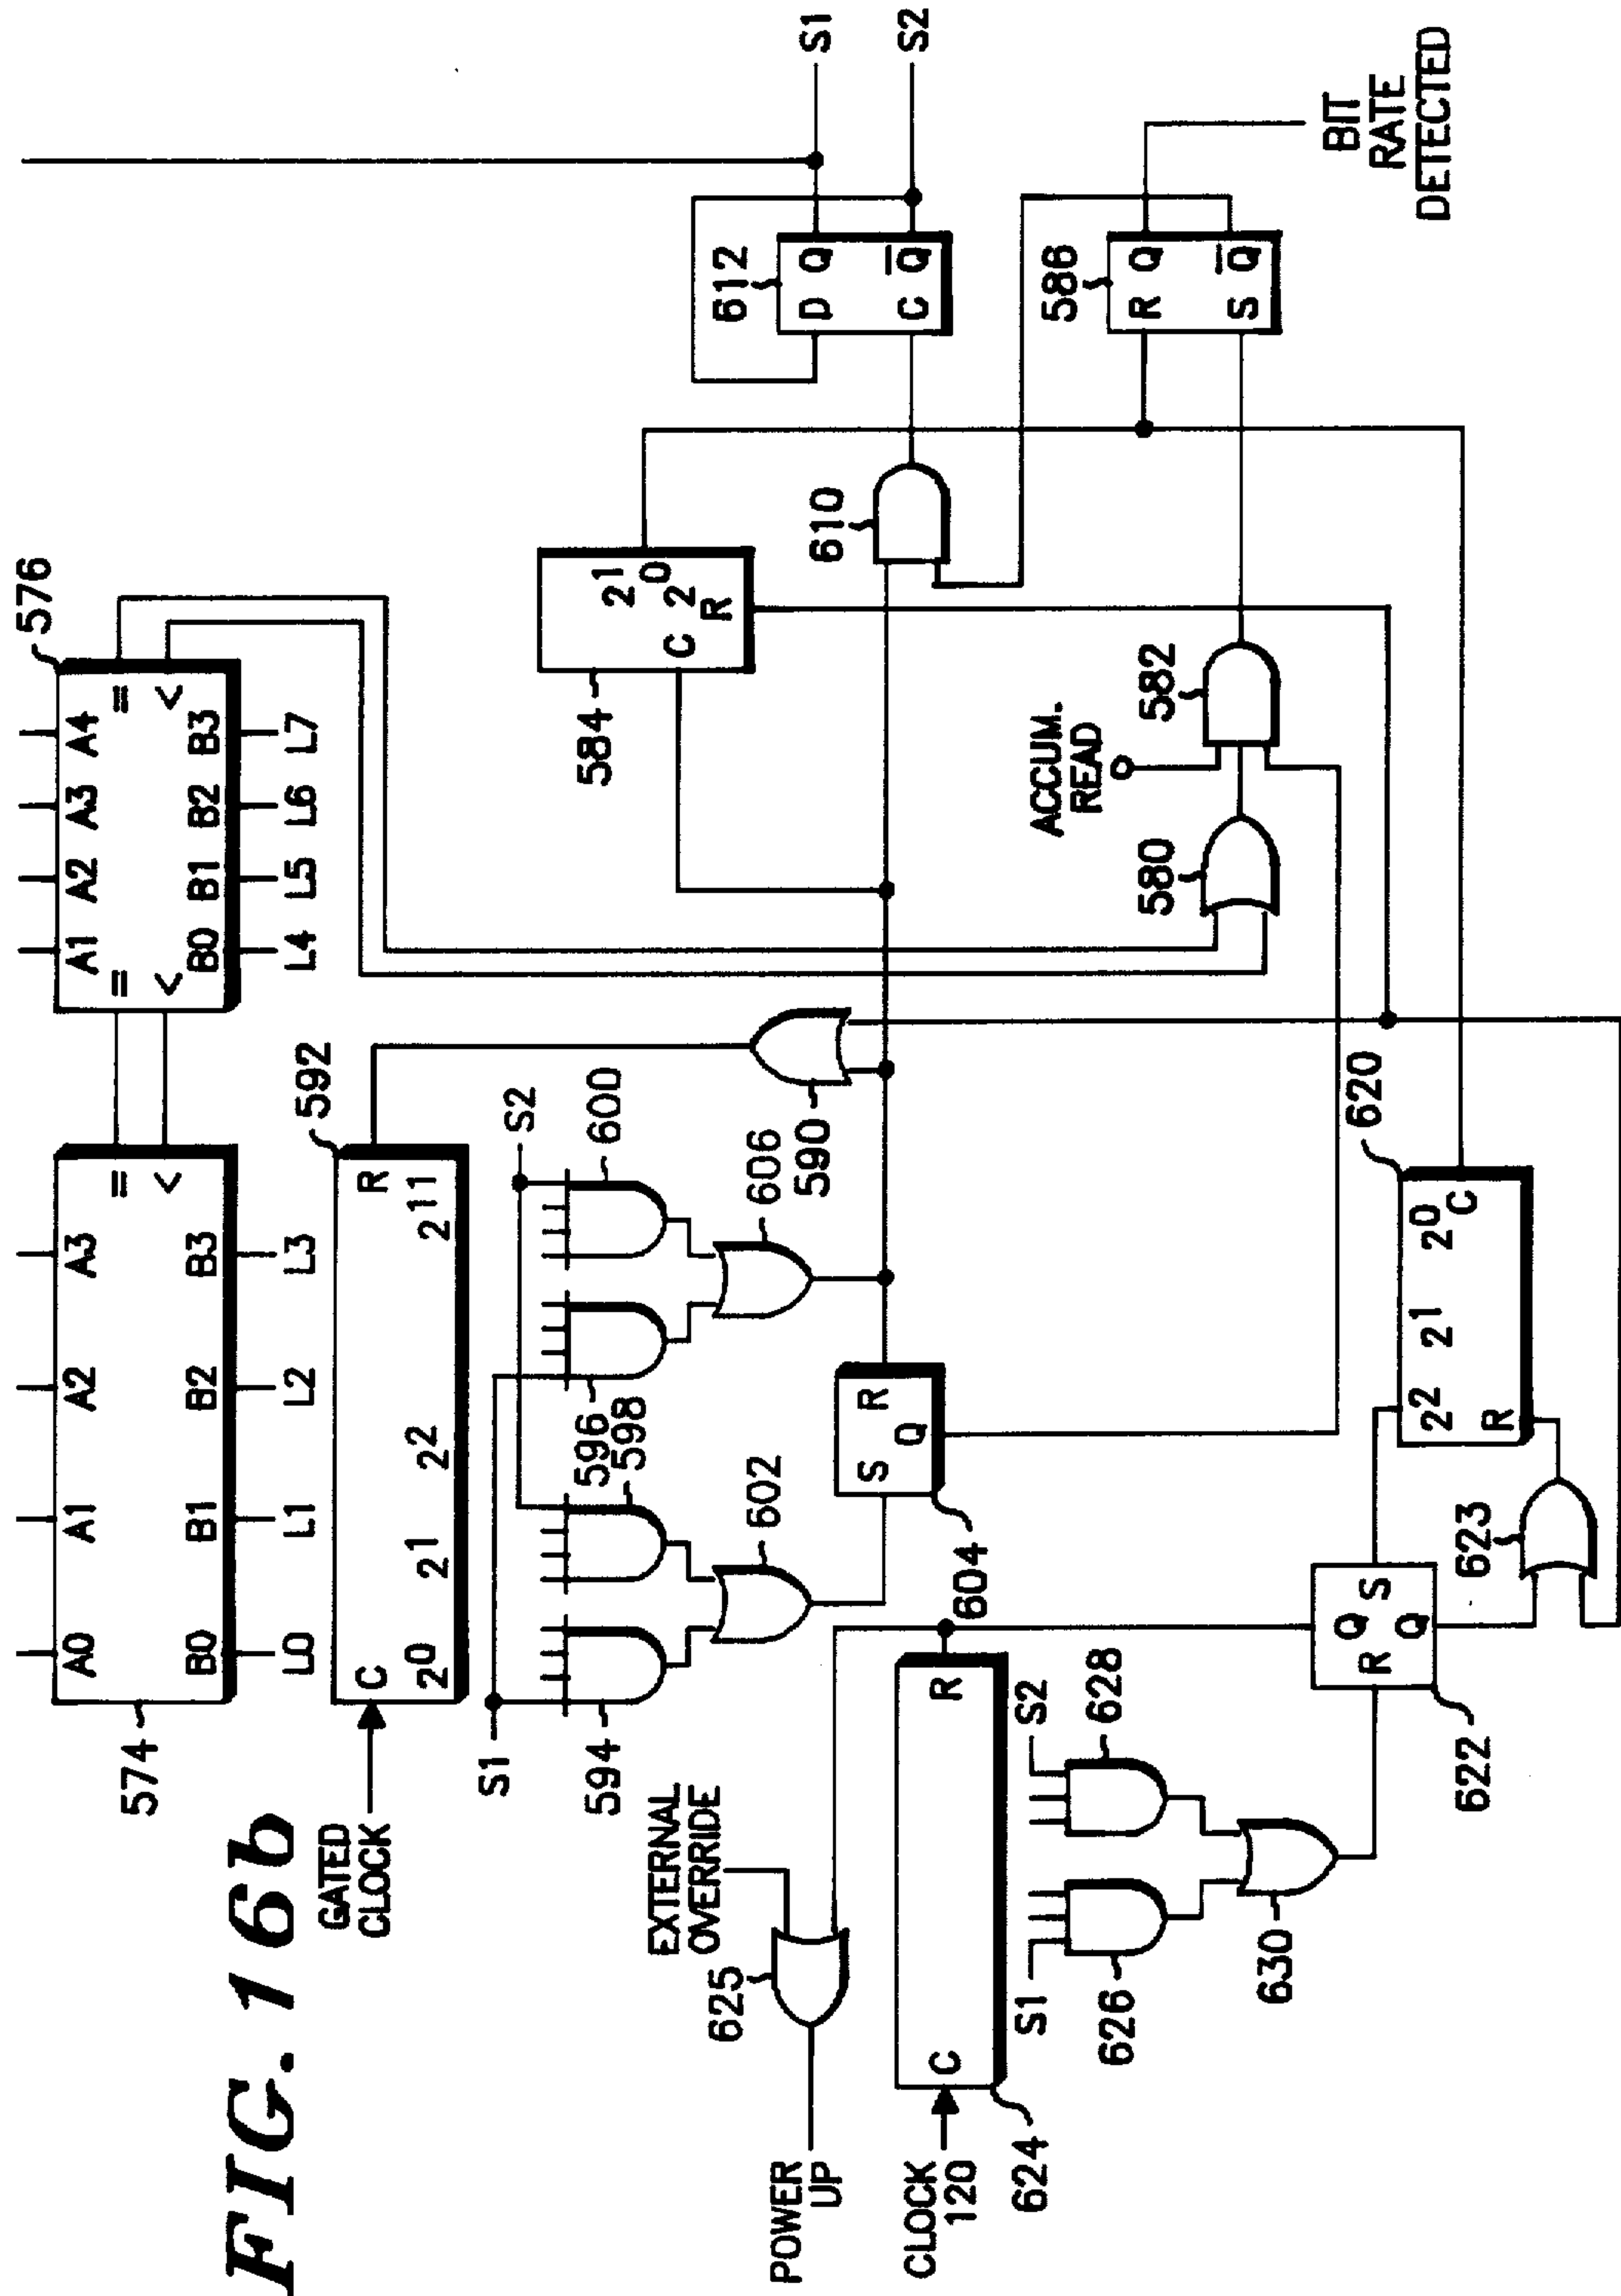 FIG. 16b
574
A0 A1 A2 A3 =
<
B0 B1 B2 B3
L0 L1 L2 L3
576
A1 A2 A3 A4
= =
< <
B0 B1 B2 B3
L4 L5 L6 L7
GATED
CLOCK
592
C R
2^0 2^1 2^2 2^11
S1
S2
594
596
598
600
602
606
590
604
S R
Q
584
2^1
2^0
C R
610
612
D Q
C Q̅
S1
S2
586
R Q
S Q̅
BIT
RATE
DETECTED
ACCUM.
READ
580
582
EXTERNAL
OVERRIDE
625
POWER
UP
CLOCK
120
624
C R
S1
S2
626
628
630
622
Q S
R Q
623
620
2^2 2^1 2^0
R C